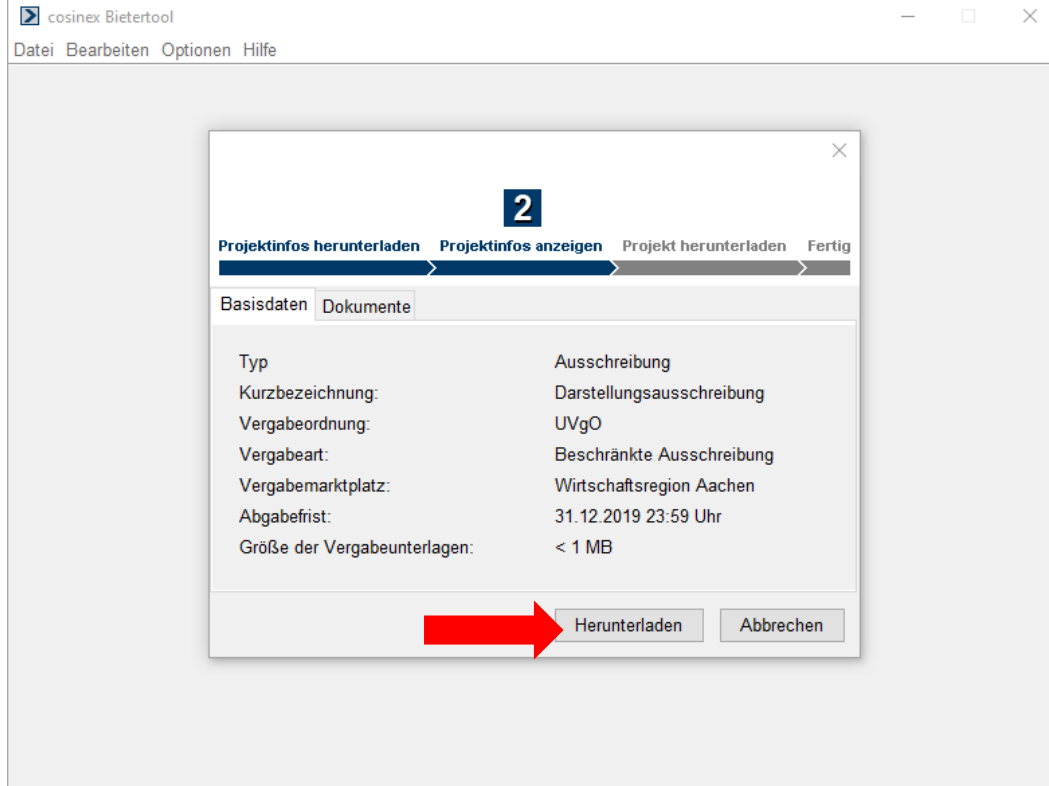 cosinex Bietertool
Datei Bearbeiten Optionen Hilfe
2
Projektinfos herunterladen Projektinfos anzeigen Projekt herunterladen Fertig
Basisdaten Dokumente
Typ Ausschreibung
Kurzbezeichnung: Darstellungsausschreibung
Vergabeordnung: UVgO
Vergabeart: Beschränkte Ausschreibung
Vergabemarktplatz: Wirtschaftsregion Aachen
Abgabefrist: 31.12.2019 23:59 Uhr
Größe der Vergabeunterlagen: < 1 MB
Herunterladen Abbrechen